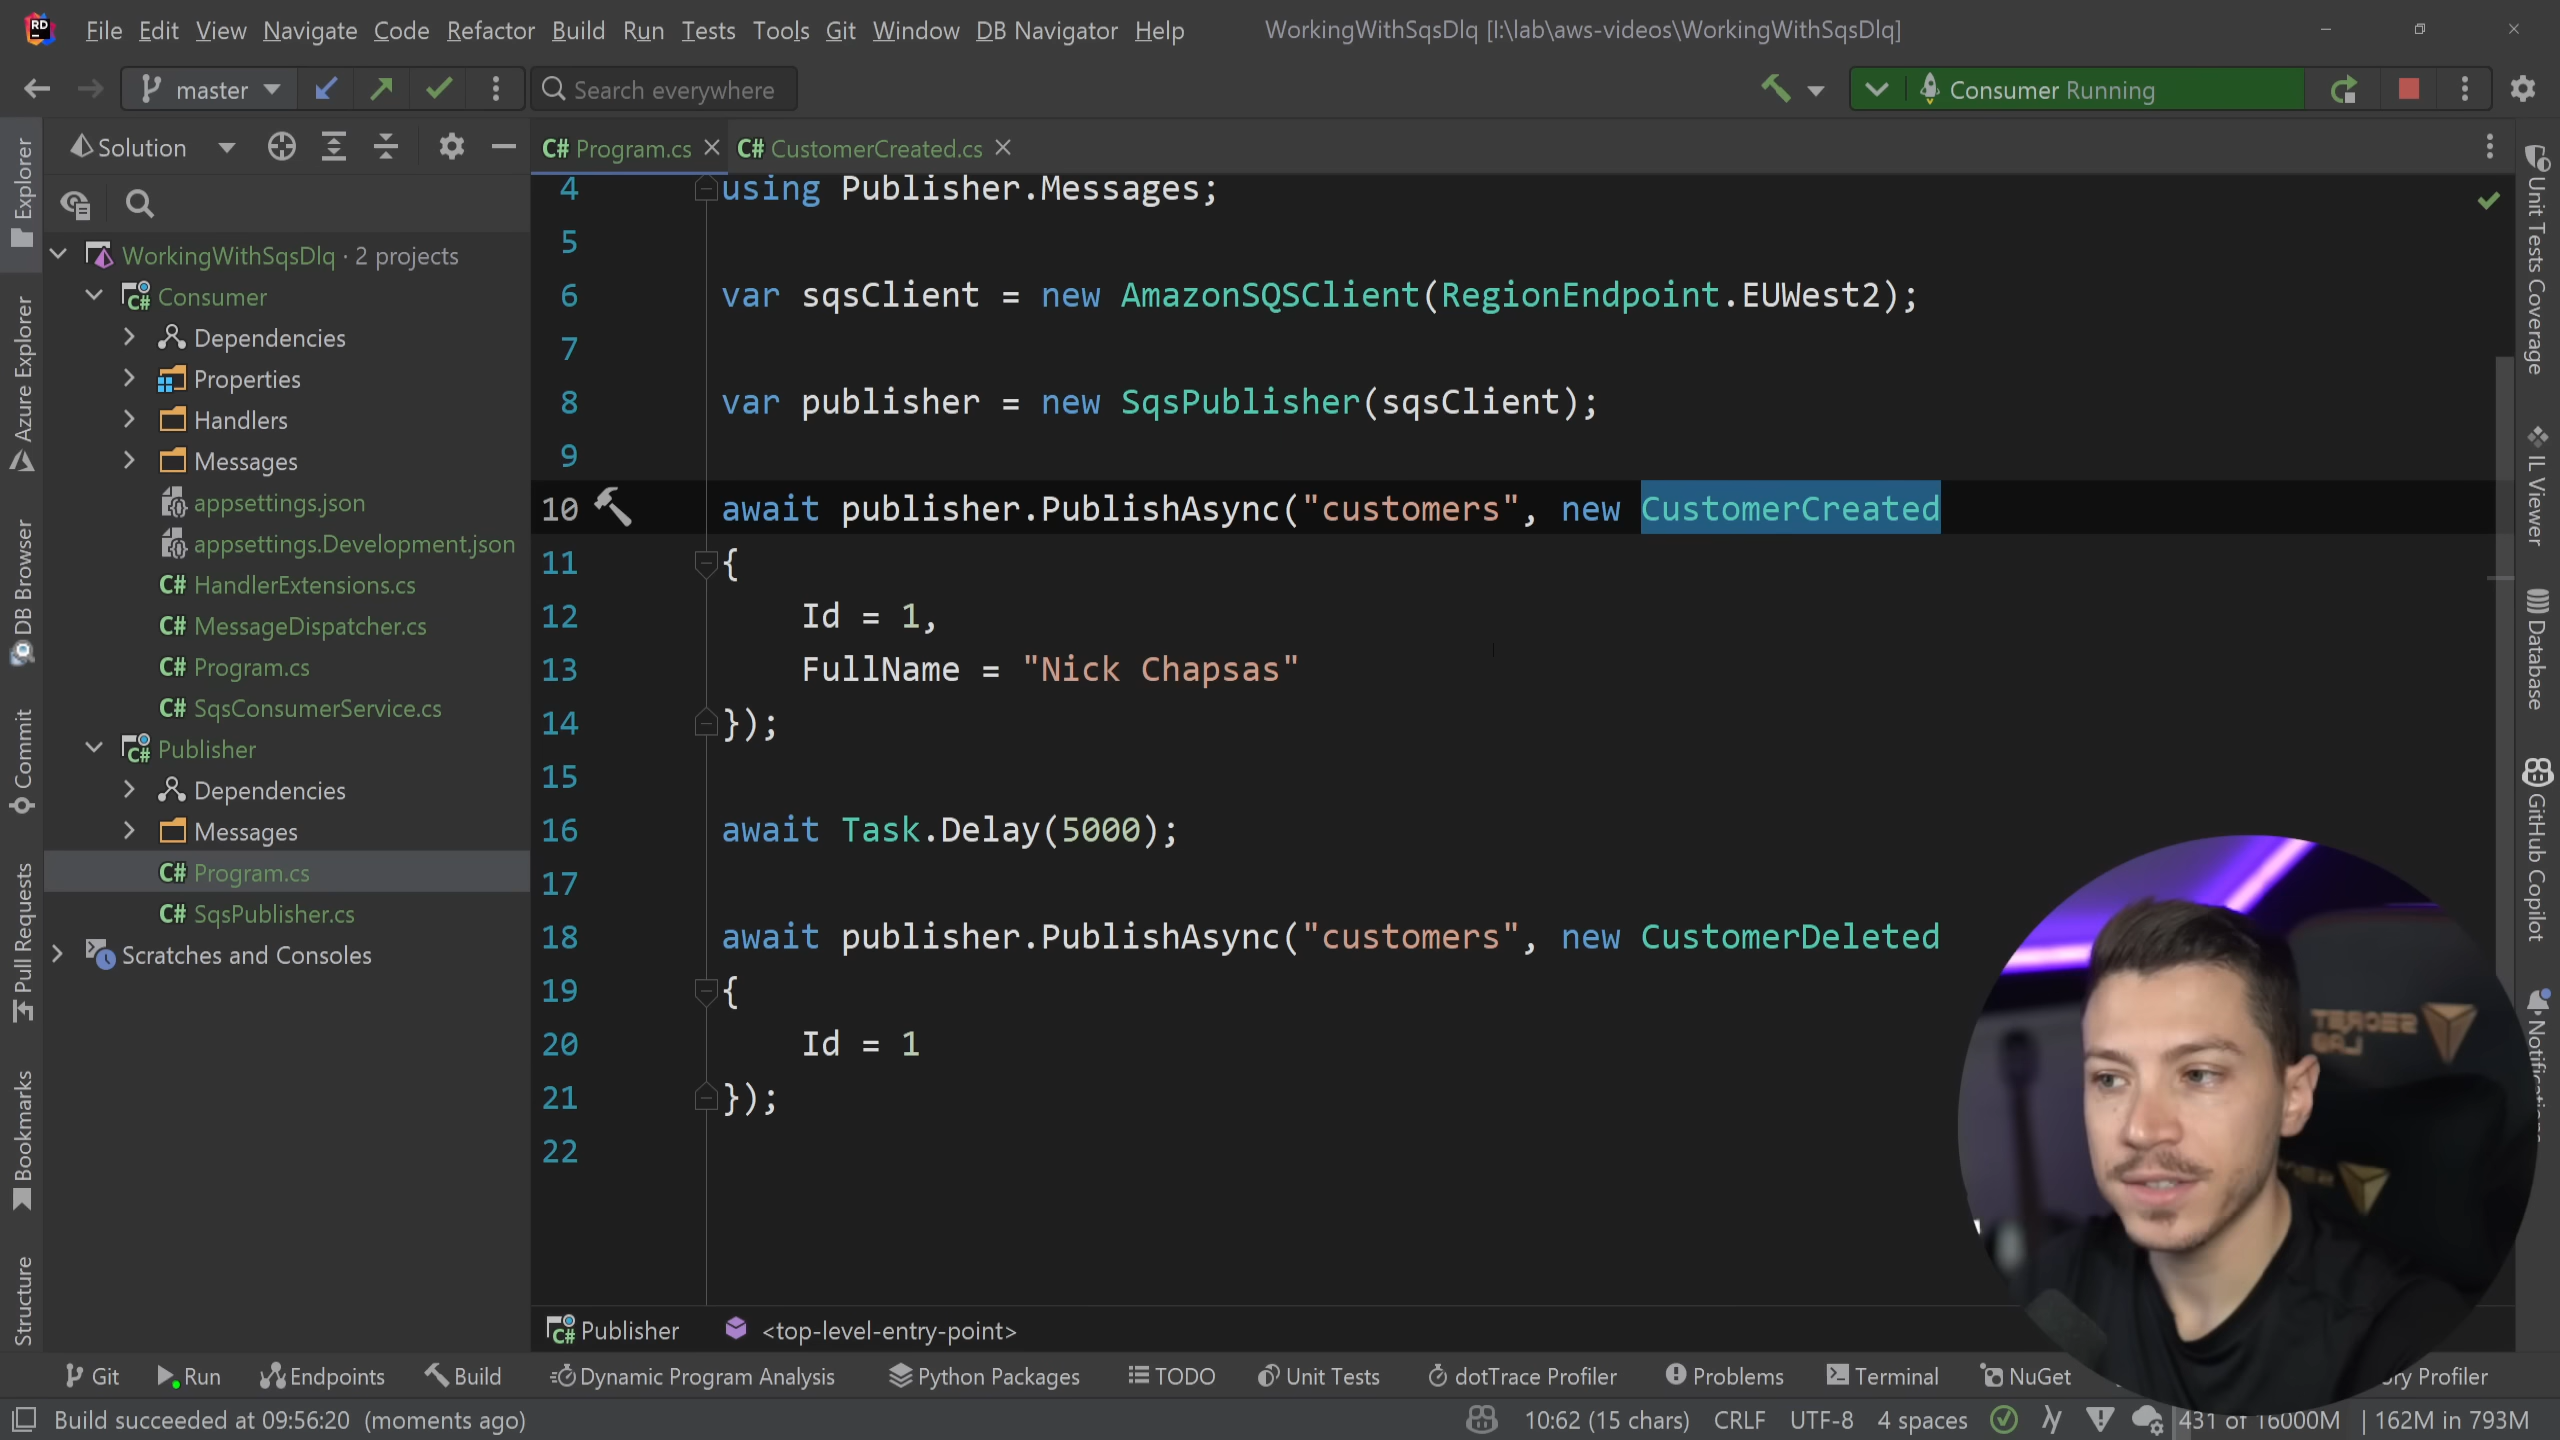 RD
File Edit View Navigate Code Refactor Build Run Tests Tools Git Window DB Navigator Help
WorkingWithSqsDlq [I:\lab\aws-videos\WorkingWithSqsDlq]
master
Search everywhere
Consumer Running
Solution
C# Program.cs
C# CustomerCreated.cs
Explorer
Azure Explorer
DB Browser
Commit
Pull Requests
Bookmarks
Structure
WorkingWithSqsDlq · 2 projects
C# Consumer
Dependencies
Properties
Handlers
Messages
appsettings.json
appsettings.Development.json
C# HandlerExtensions.cs
C# MessageDispatcher.cs
C# Program.cs
C# SqsConsumerService.cs
C# Publisher
Dependencies
Messages
C# Program.cs
C# SqsPublisher.cs
Scratches and Consoles
4 using Publisher.Messages;
5
6 var sqsClient = new AmazonSQSClient(RegionEndpoint.EUWest2);
7
8 var publisher = new SqsPublisher(sqsClient);
9
10 await publisher.PublishAsync("customers", new CustomerCreated
11 {
12 Id = 1,
13 FullName = "Nick Chapsas"
14 });
15
16 await Task.Delay(5000);
17
18 await publisher.PublishAsync("customers", new CustomerDeleted
19 {
20 Id = 1
21 });
22
Unit Tests Coverage
IL Viewer
Database
GitHub Copilot
Notifications
C# Publisher
<top-level-entry-point>
Git Run Endpoints Build Dynamic Program Analysis Python Packages TODO Unit Tests dotTrace Profiler Problems Terminal NuGet ory Profiler
Build succeeded at 09:56:20 (moments ago)
10:62 (15 chars) CRLF UTF-8 4 spaces 431 of 16000M | 162M in 793M